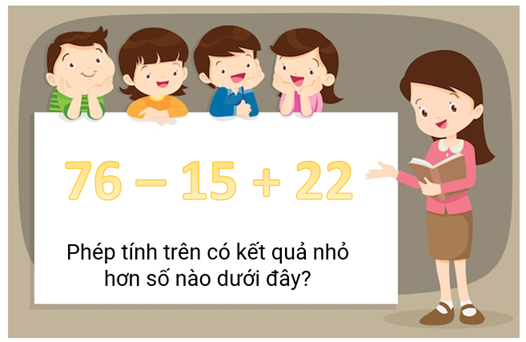 76 – 15 + 22
Phép tính trên có kết quả nhỏ
hơn số nào dưới đây?